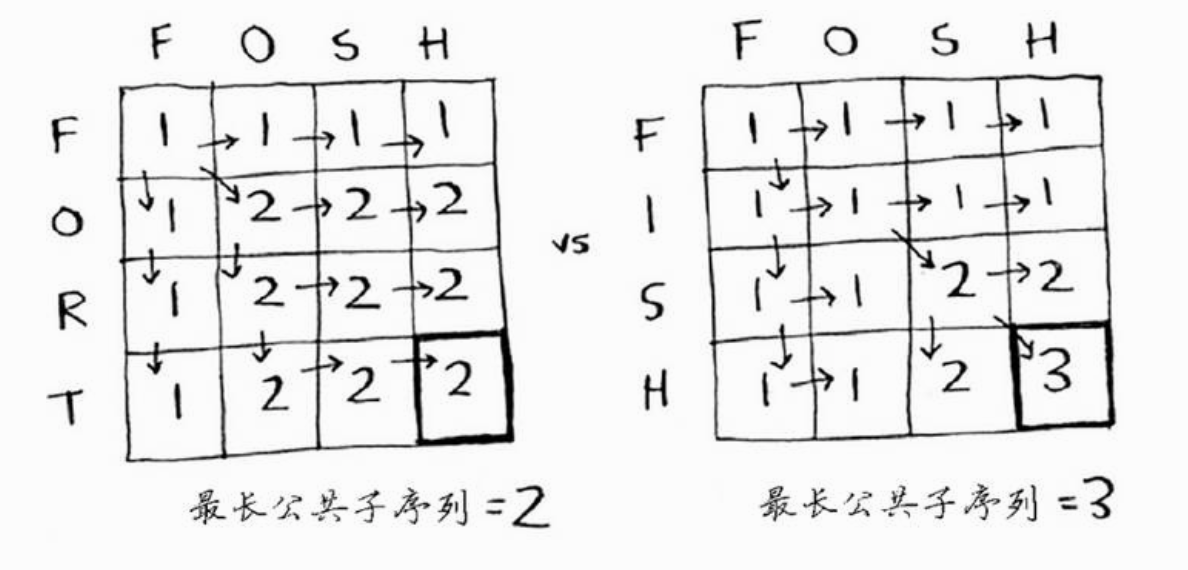 F O S H
F 1 → 1 → 1 → 1
O 1 2 → 2 → 2
R 1 2 → 2 → 2
T 1 2 → 2 → 2
最长公共子序列 =2
vs
F O S H
F 1 → 1 → 1 → 1
I 1 → 1 → 1 → 1
S 1 → 1 2 → 2
H 1 → 1 2 3
最长公共子序列 =3